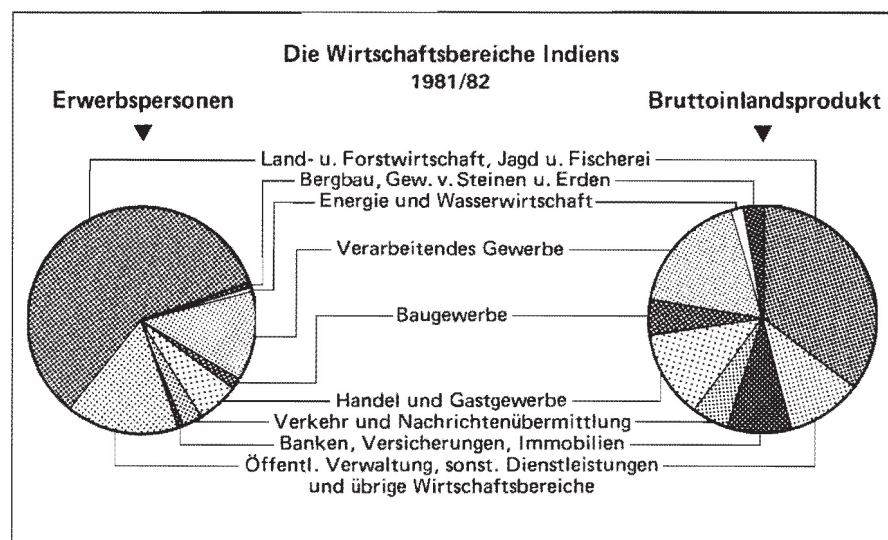 Die Wirtschaftsbereiche Indiens
1981/82
Erwerbspersonen
Bruttoinlandsprodukt
Land- u. Forstwirtschaft, Jagd u. Fischerei
Bergbau, Gew. v. Steinen u. Erden
Energie und Wasserwirtschaft
Verarbeitendes Gewerbe
Baugewerbe
Handel und Gastgewerbe
Verkehr und Nachrichtenübermittlung
Banken, Versicherungen, Immobilien
Öffentl. Verwaltung, sonst. Dienstleistungen
und übrige Wirtschaftsbereiche